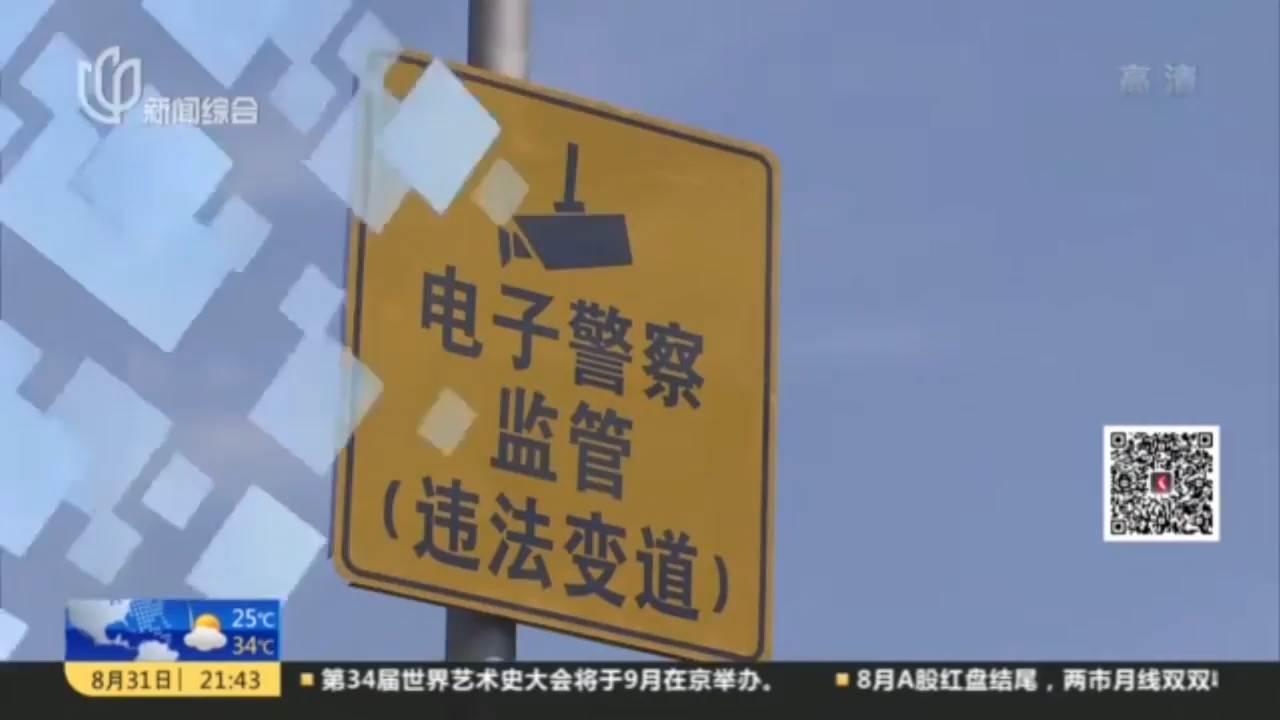 新闻综合
高清
电子警察
监管
(违法变道)
25℃
34℃
8月31日 21:43
第34届世界艺术史大会将于9月在京举办。
8月A股红盘结尾，两市月线双双